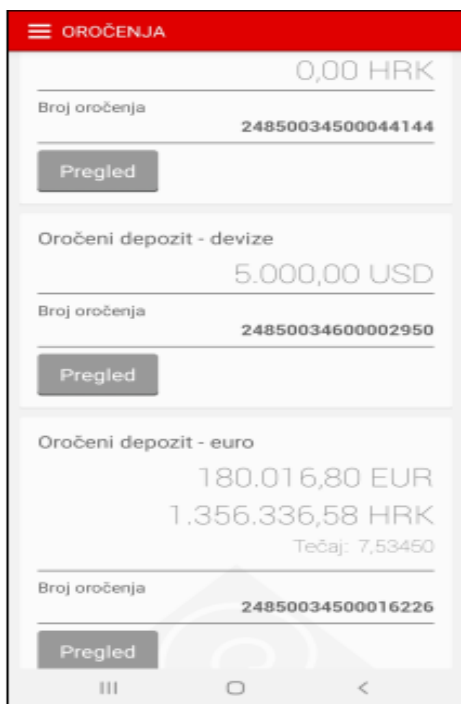 OROČENJA
0,00 HRK
Broj oročenja
24850034500044144
Pregled
Oročeni depozit - devize
5.000,00 USD
Broj oročenja
24850034600002950
Pregled
Oročeni depozit - euro
180.016,80 EUR
1.356.336,58 HRK
Tečaj: 7,53450
Broj oročenja
24850034500016226
Pregled